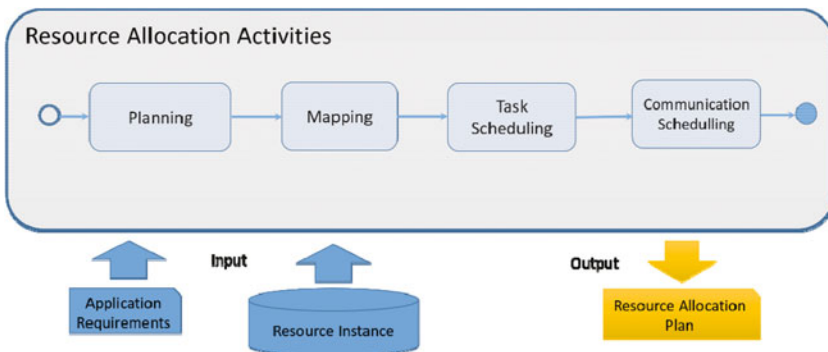 Resource Allocation Activities
Planning
Mapping
Task
Scheduling
Communication
Schedulling
Input
Output
Application
Requirements
Resource Instance
Resource Allocation
Plan